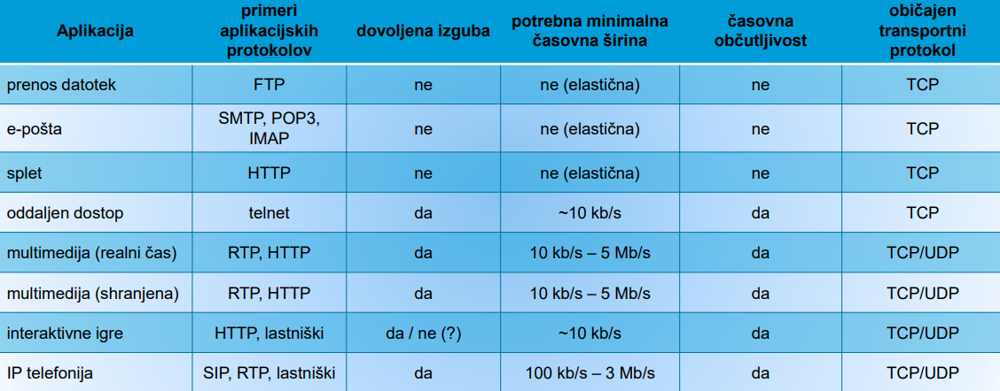 Aplikacija
primeri
aplikacijskih
protokolov
dovoljena izguba
potrebna minimalna
časovna širina
časovna
občutljivost
običajen
transportni
protokol
prenos datotek
FTP
ne
ne (elastična)
ne
TCP
e-pošta
SMTP, POP3,
IMAP
ne
ne (elastična)
ne
TCP
splet
HTTP
ne
ne (elastična)
ne
TCP
oddaljen dostop
telnet
da
~10 kb/s
da
TCP
multimedija (realni čas)
RTP, HTTP
da
10 kb/s – 5 Mb/s
da
TCP/UDP
multimedija (shranjena)
RTP, HTTP
da
10 kb/s – 5 Mb/s
da
TCP/UDP
interaktivne igre
HTTP, lastniški
da / ne (?)
~10 kb/s
da
TCP/UDP
IP telefonija
SIP, RTP, lastniški
da
100 kb/s – 3 Mb/s
da
TCP/UDP